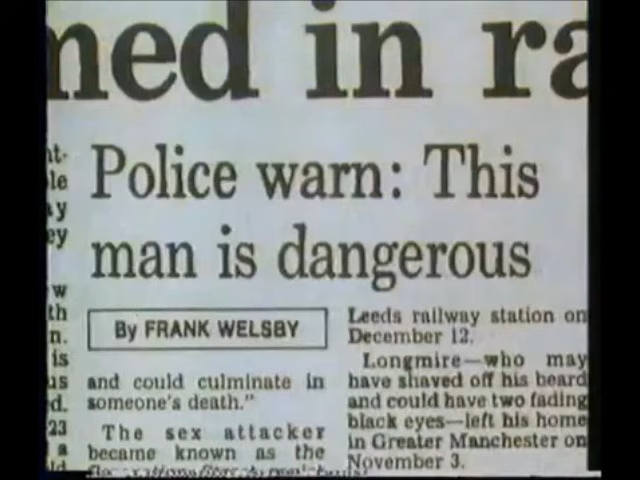 med in ra
Police warn: This
man is dangerous
By FRANK WELSBY
and could culminate in
someone's death."
The sex attacker
became known as the
Leeds railway station on
December 12.
Longmire—who may
have shaved off his beard
and could have two fading
black eyes—left his home
in Greater Manchester on
November 3.